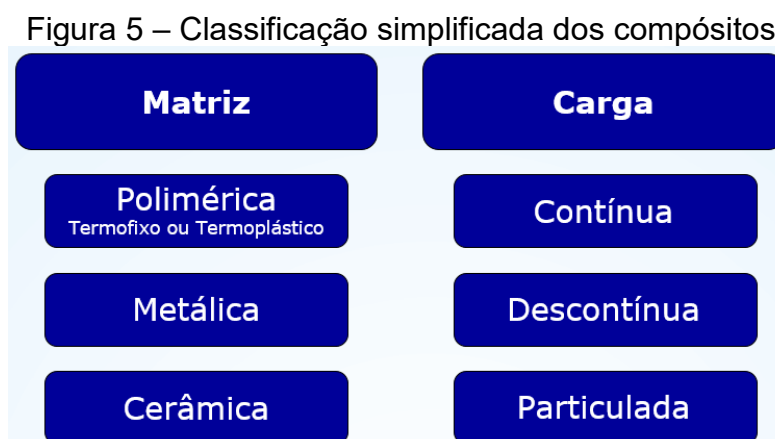 Figura 5 – Classificação simplificada dos compósitos
Matriz
Carga
Polimérica
Termofixo ou Termoplástico
Contínua
Metálica
Descontínua
Cerâmica
Particulada